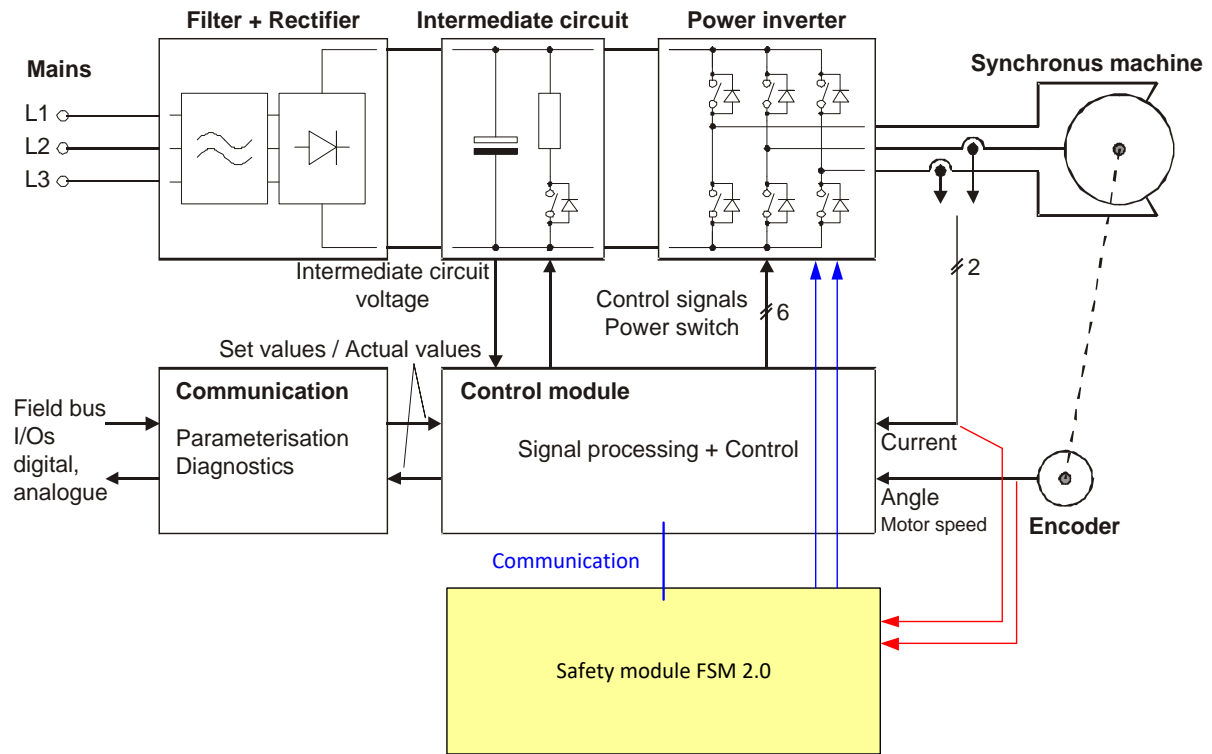 Filter + Rectifier
Intermediate circuit
Power inverter
Mains
Synchronus machine
L1
L2
L3
Intermediate circuit
voltage
Control signals
Power switch
6
2
Set values / Actual values
Communication
Control module
Field bus
I/Os
digital,
analogue
Parameterisation
Diagnostics
Signal processing + Control
Current
Angle
Motor speed
Encoder
Communication
Safety module FSM 2.0